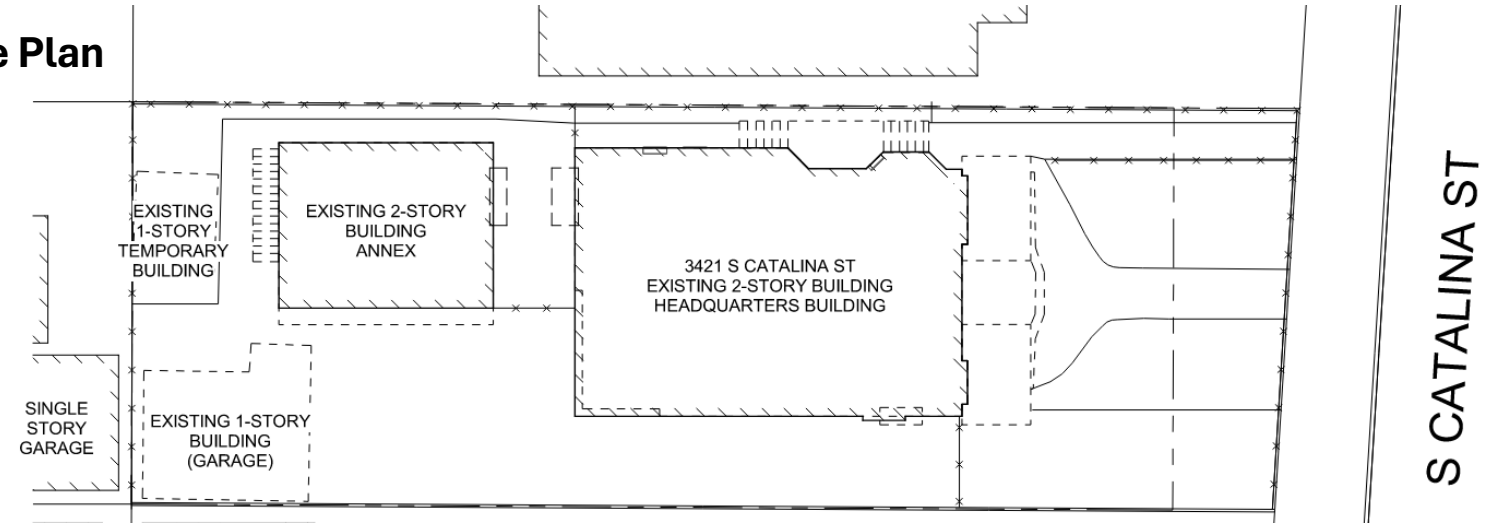 e Plan
EXISTING
1-STORY
TEMPORARY
BUILDING
EXISTING 2-STORY
BUILDING
ANNEX
3421 S CATALINA ST
EXISTING 2-STORY BUILDING
HEADQUARTERS BUILDING
SINGLE
STORY
GARAGE
EXISTING 1-STORY
BUILDING
(GARAGE)
S CATALINA ST